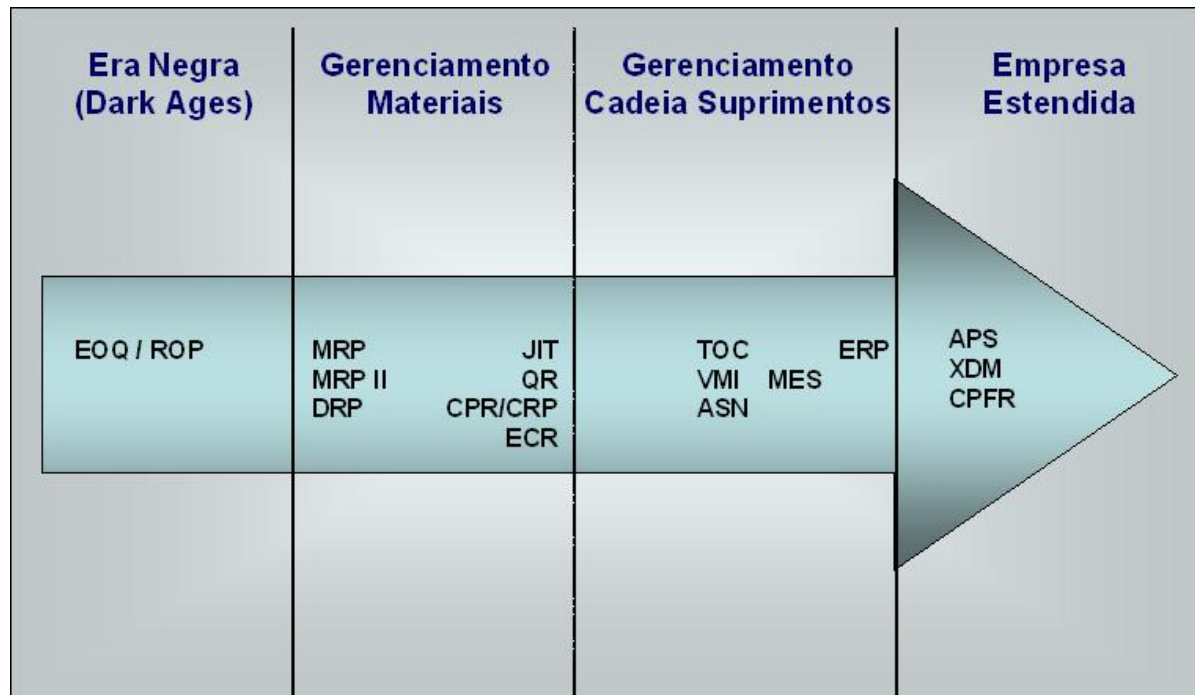 Era Negra
(Dark Ages)
Gerenciamento
Materiais
Gerenciamento
Cadeia Suprimentos
Empresa
Estendida
EOQ / ROP
MRP JIT
MRP II QR
DRP CPR/CRP
ECR
TOC ERP
VMI MES
ASN
APS
XDM
CPFR